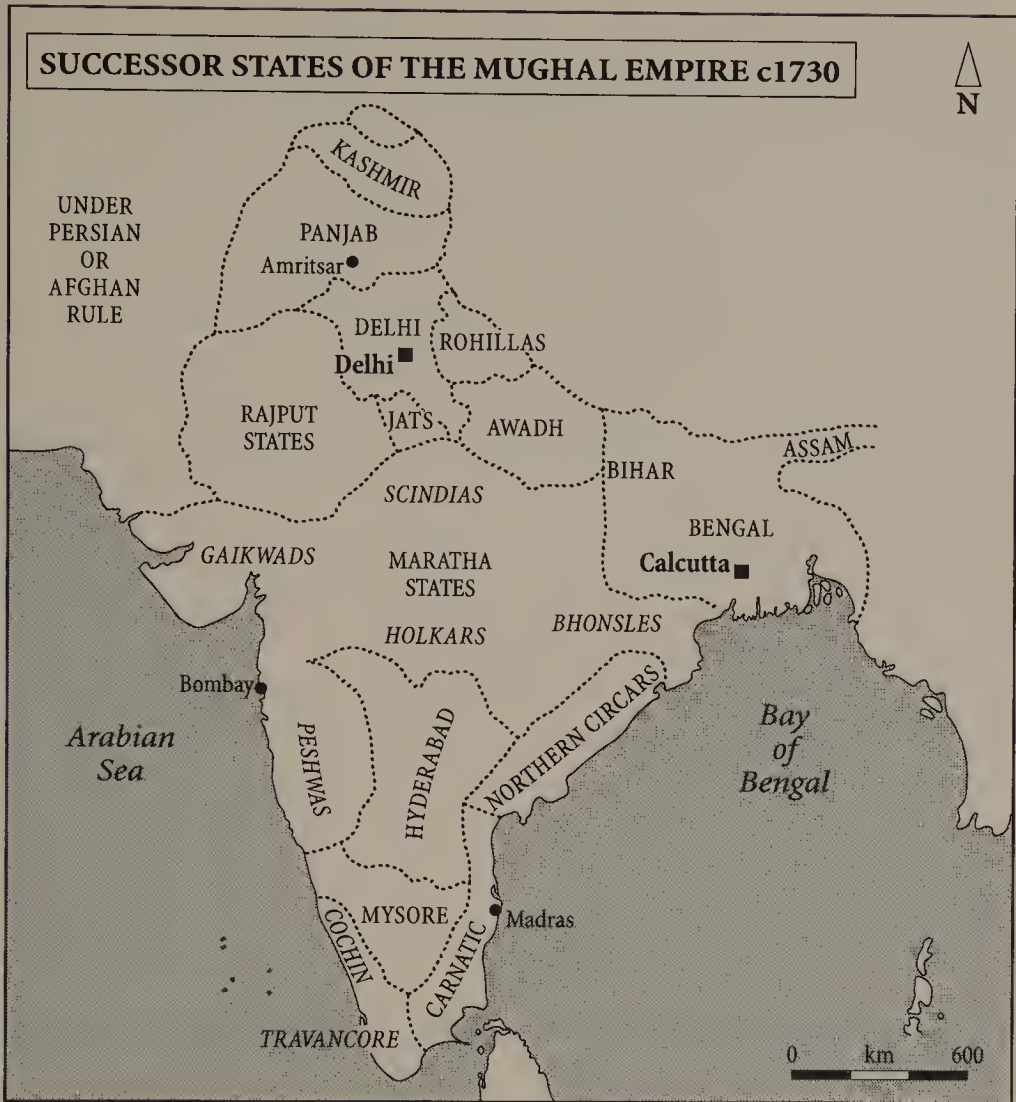 SUCCESSOR STATES OF THE MUGHAL EMPIRE c1730
N
KASHMIR
UNDER
PERSIAN
OR
AFGHAN
RULE
PANJAB
Amritsar
DELHI
Delhi
ROHILLAS
RAJPUT
STATES
JATS
AWADH
ASSAM
BIHAR
SCINDIAS
BENGAL
Calcutta
GAIKWADS
MARATHA
STATES
HOLKARS
BHONSLES
Bombay
Arabian
Sea
PESHWAS
HYDERABAD
NORTHERN CIRCARS
Bay
of
Bengal
MYSORE
Madras
COCHIN
CARNATIC
TRAVANCORE
0 km 600